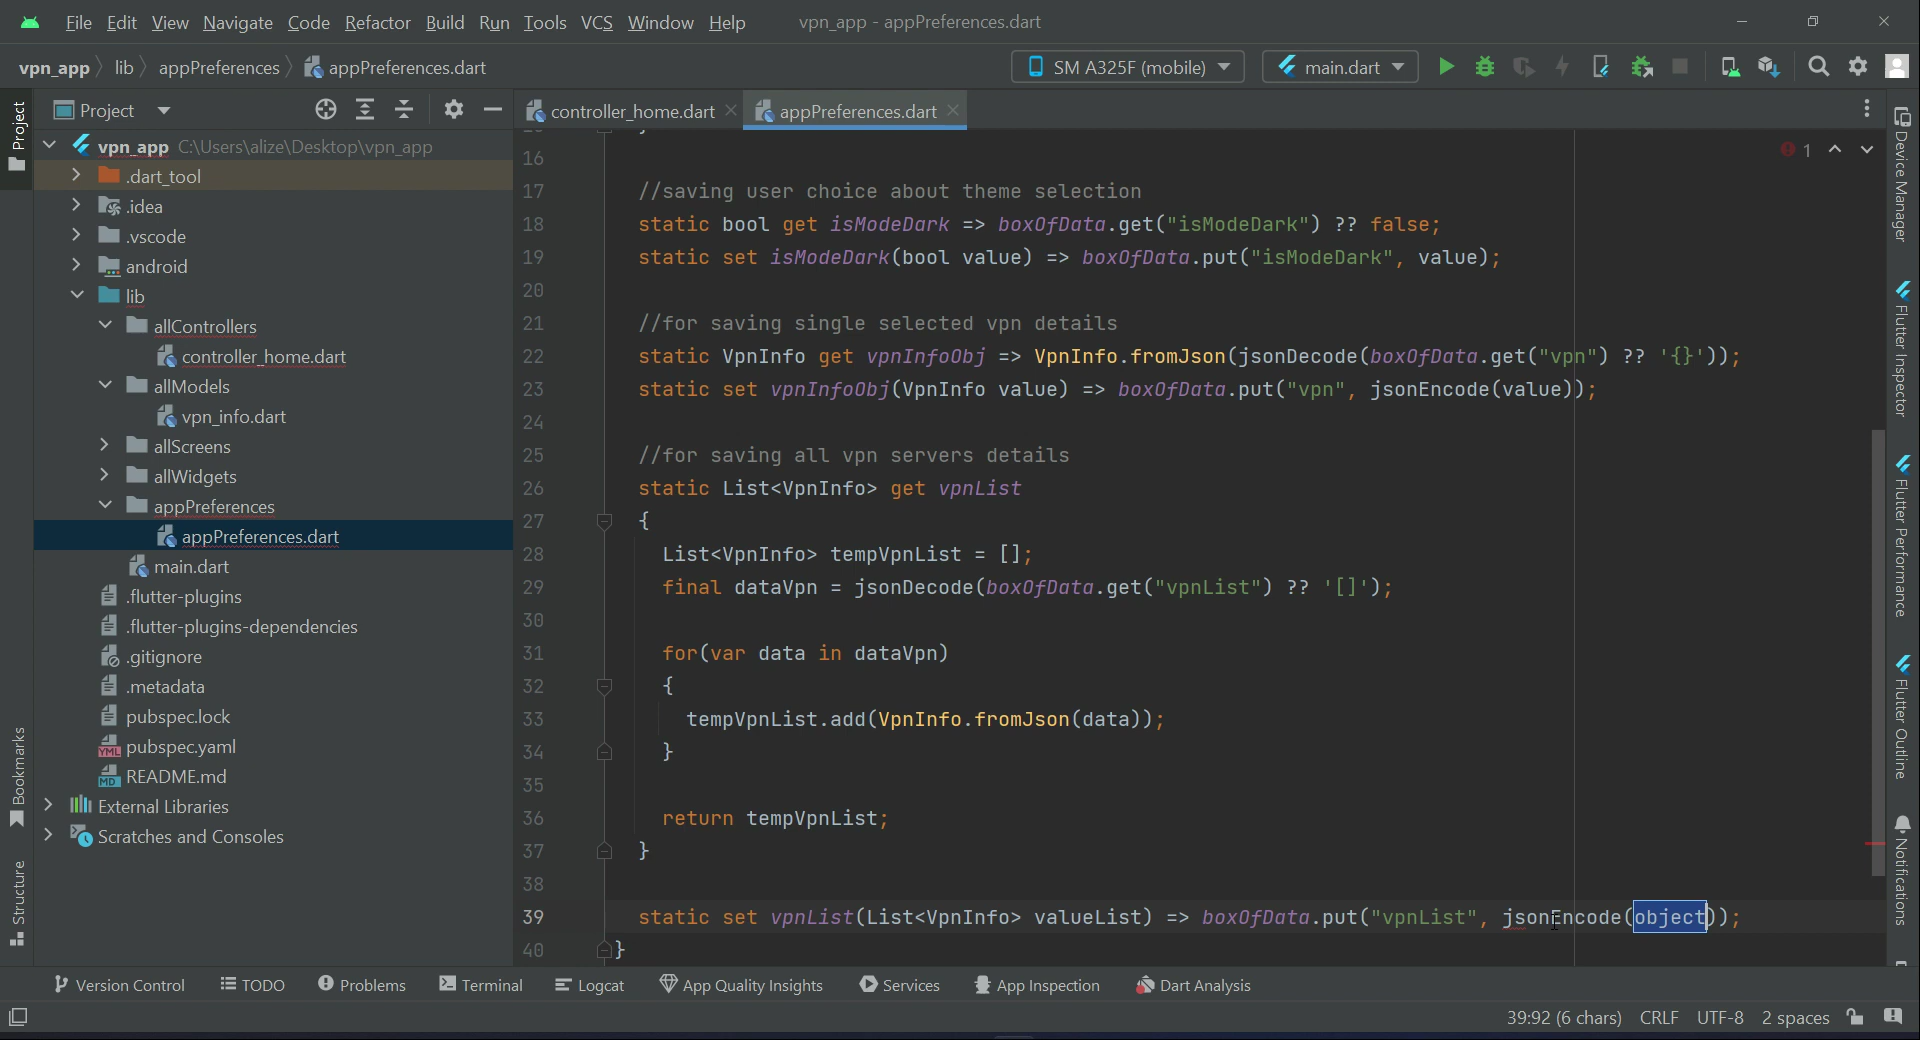 File Edit View Navigate Code Refactor Build Run Tools VCS Window Help vpn_app - appPreferences.dart
vpn_app lib appPreferences appPreferences.dart SM A325F (mobile) main.dart
Project
controller_home.dart appPreferences.dart
vpn_app C:\Users\alize\Desktop\vpn_app
.dart_tool
.idea
.vscode
android
lib
allControllers
controller_home.dart
allModels
vpn_info.dart
allScreens
allWidgets
appPreferences
appPreferences.dart
main.dart
.flutter-plugins
.flutter-plugins-dependencies
.gitignore
.metadata
pubspec.lock
pubspec.yaml
README.md
External Libraries
Scratches and Consoles
Project
Bookmarks
Structure
1
16
17 //saving user choice about theme selection
18 static bool get isModeDark => boxOfData.get("isModeDark") ?? false;
19 static set isModeDark(bool value) => boxOfData.put("isModeDark", value);
20
21 //for saving single selected vpn details
22 static VpnInfo get vpnInfoObj => VpnInfo.fromJson(jsonDecode(boxOfData.get("vpn") ?? '{}'));
23 static set vpnInfoObj(VpnInfo value) => boxOfData.put("vpn", jsonEncode(value));
24
25 //for saving all vpn servers details
26 static List<VpnInfo> get vpnList
27 {
28 List<VpnInfo> tempVpnList = [];
29 final dataVpn = jsonDecode(boxOfData.get("vpnList") ?? '[]');
30
31 for(var data in dataVpn)
32 {
33 tempVpnList.add(VpnInfo.fromJson(data));
34 }
35
36 return tempVpnList;
37 }
38
39 static set vpnList(List<VpnInfo> valueList) => boxOfData.put("vpnList", jsonEncode(object));
40 }
Device Manager
Flutter Inspector
Flutter Performance
Flutter Outline
Notifications
Version Control TODO Problems Terminal Logcat App Quality Insights Services App Inspection Dart Analysis
39:92 (6 chars) CRLF UTF-8 2 spaces